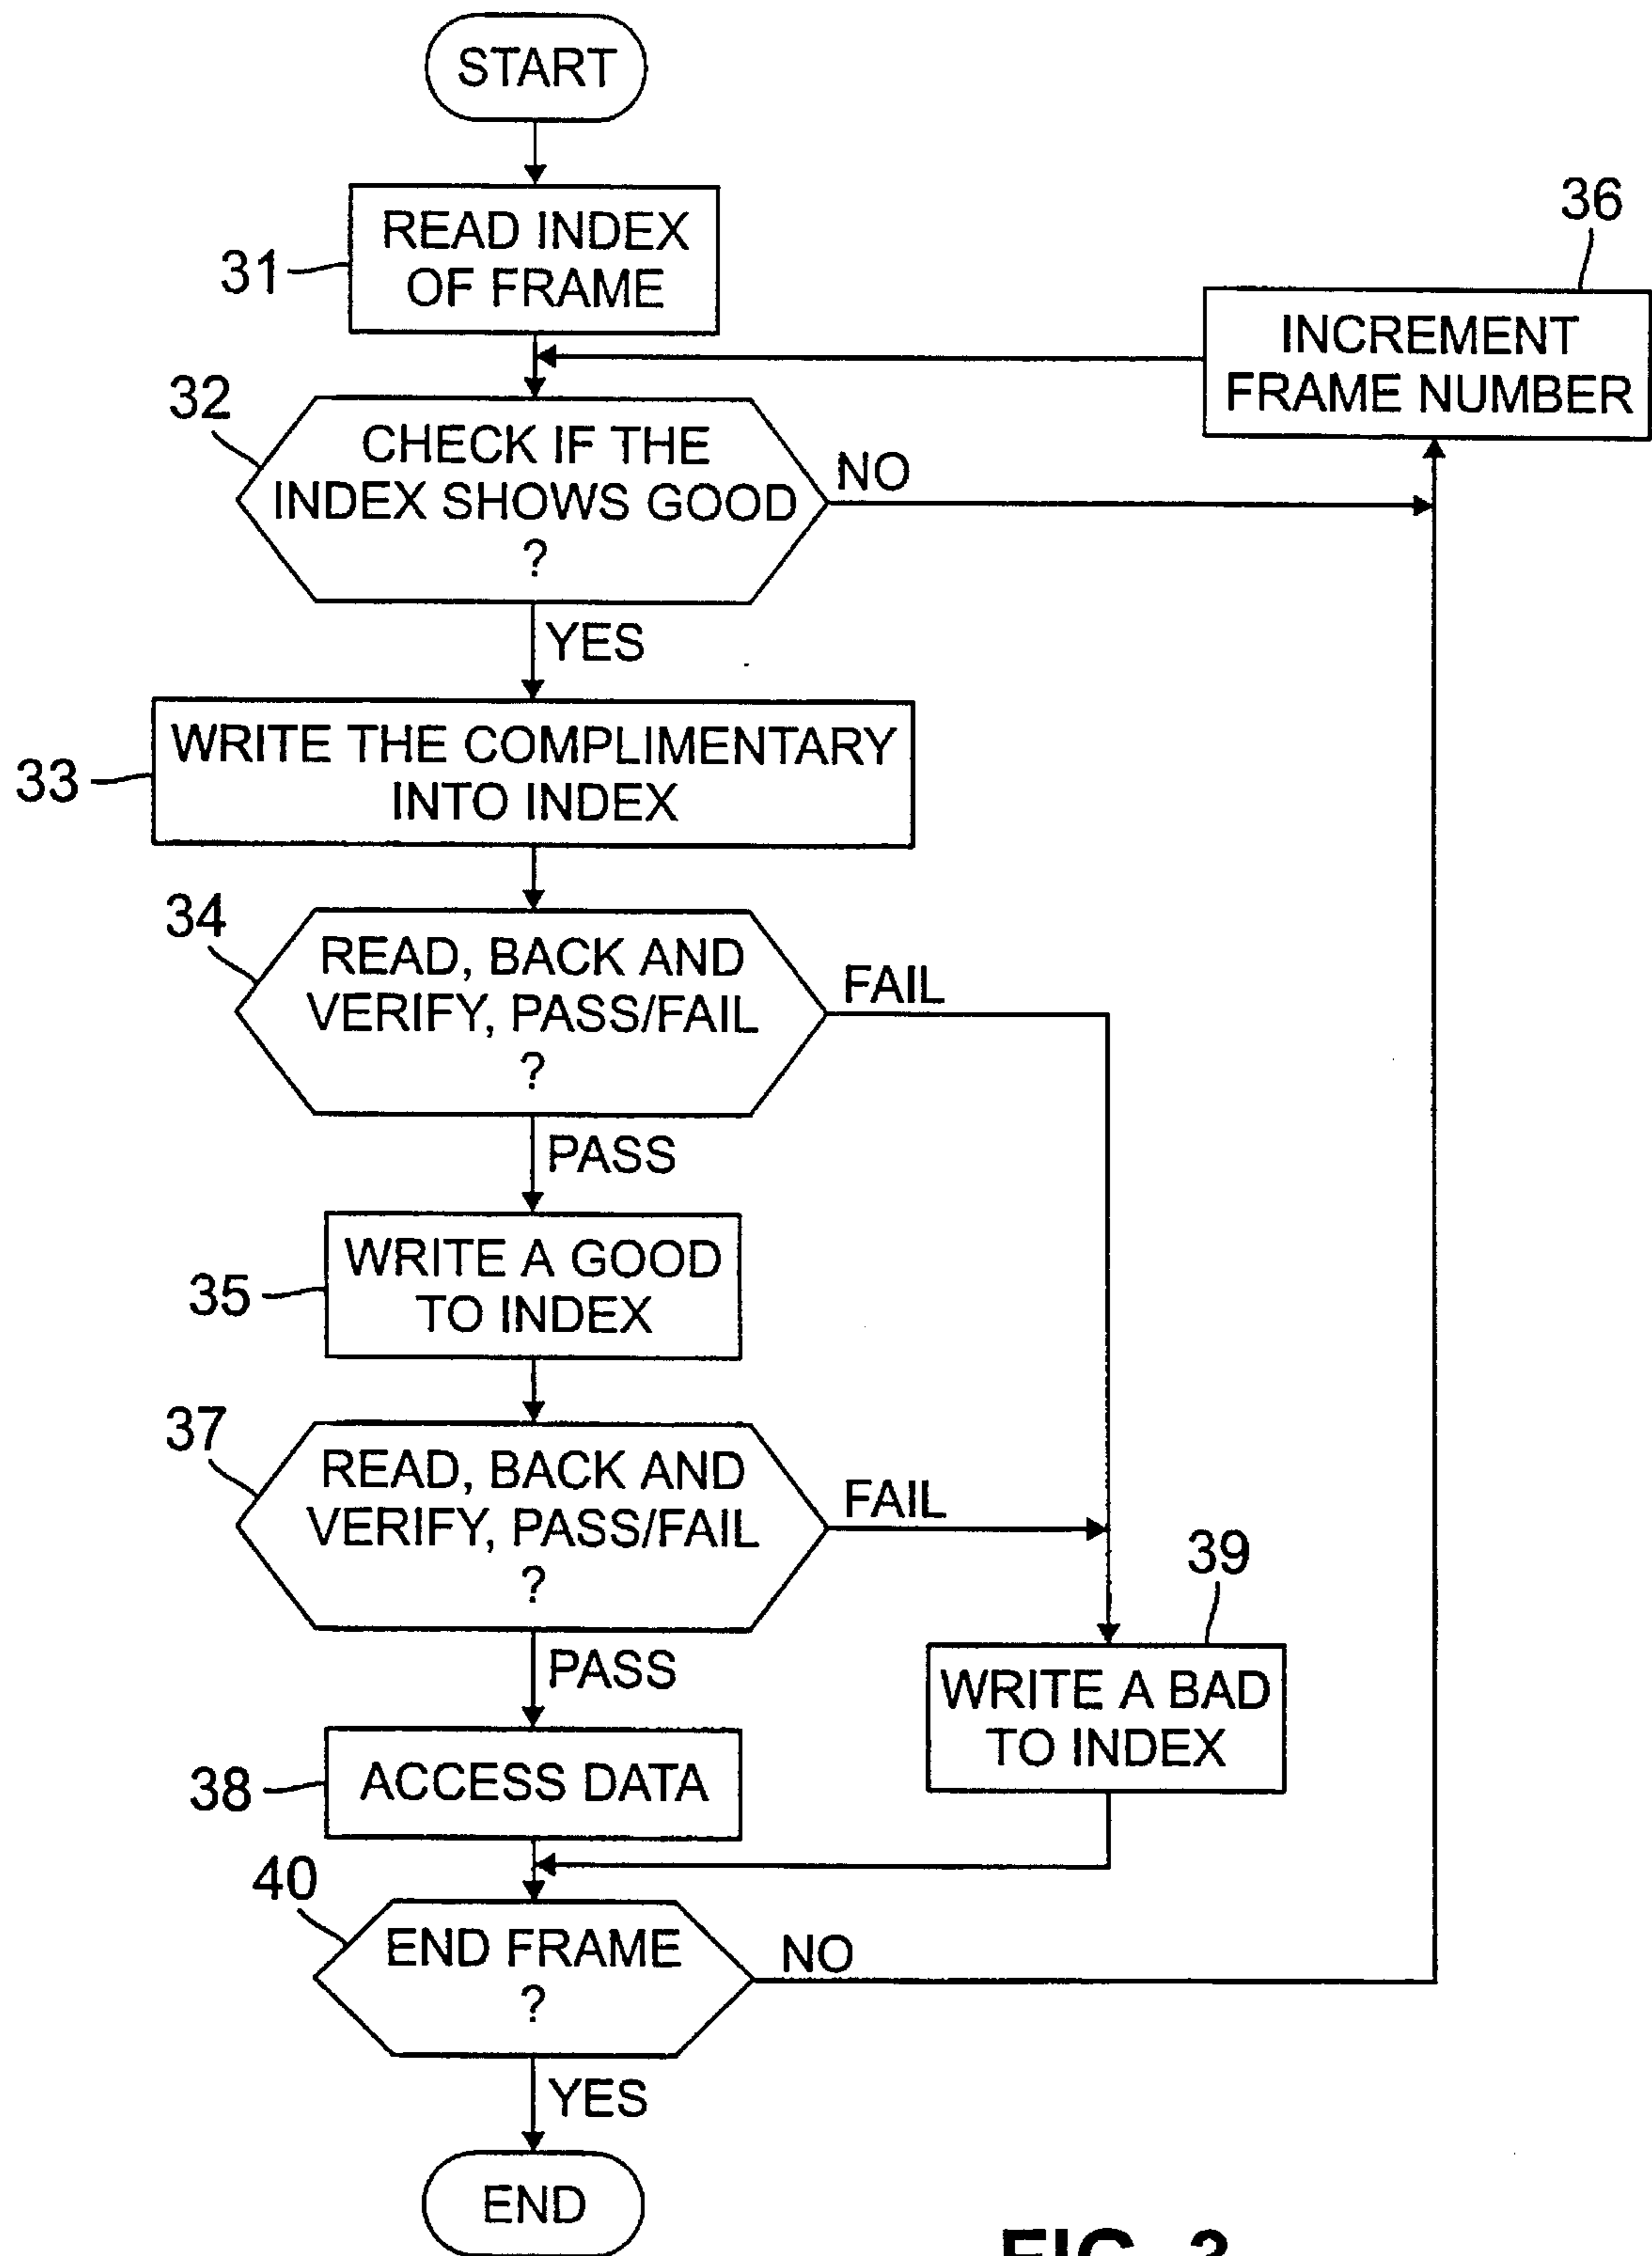 START
READ INDEX
OF FRAME
31
36
INCREMENT
FRAME NUMBER
32
CHECK IF THE
INDEX SHOWS GOOD
?
NO
YES
33
WRITE THE COMPLIMENTARY
INTO INDEX
34
READ, BACK AND
VERIFY, PASS/FAIL
?
FAIL
PASS
35
WRITE A GOOD
TO INDEX
37
READ, BACK AND
VERIFY, PASS/FAIL
?
FAIL
PASS
39
WRITE A BAD
TO INDEX
38
ACCESS DATA
40
END FRAME
?
NO
YES
END
FIG. 3